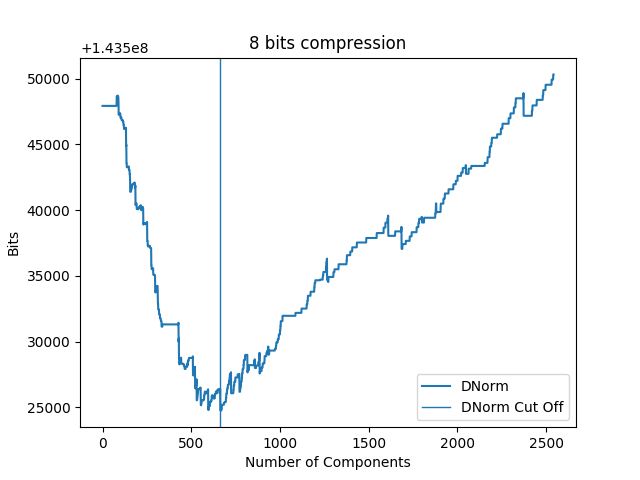 8 bits compression
+1.435e8
50000
45000
40000
35000
30000
25000
Bits
0 500 1000 1500 2000 2500
Number of Components
DNorm
DNorm Cut Off